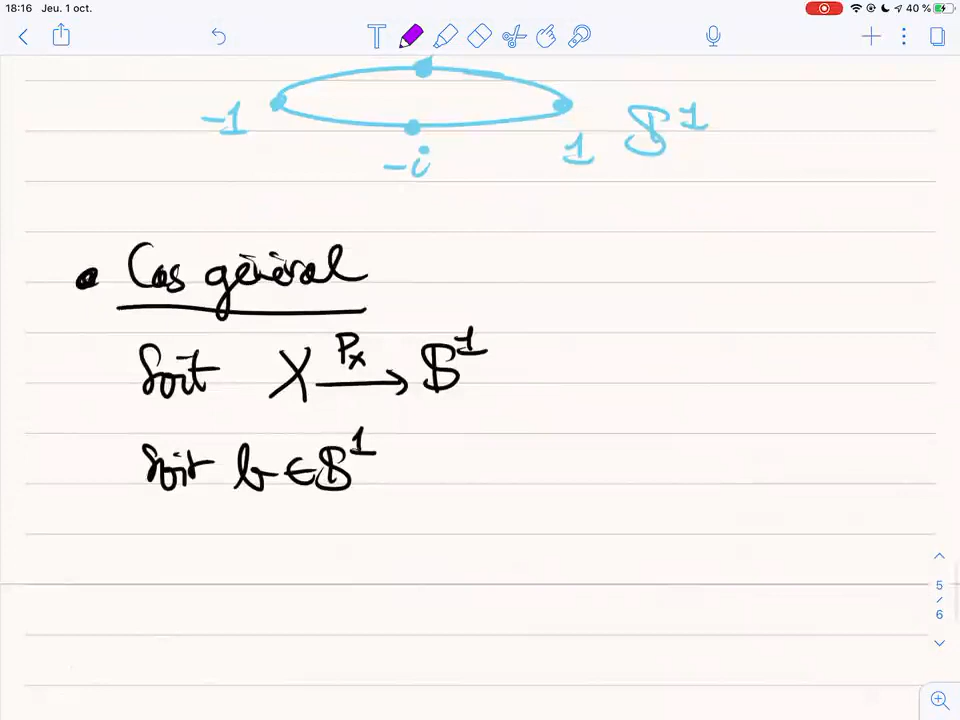 18:16 Jeu. 1 oct. 40 %
T
-1
-i
1 𝕊¹
• Cas général
Soit X —Pₓ→ 𝕊¹
Soit b ∈ 𝕊¹
5
/
6